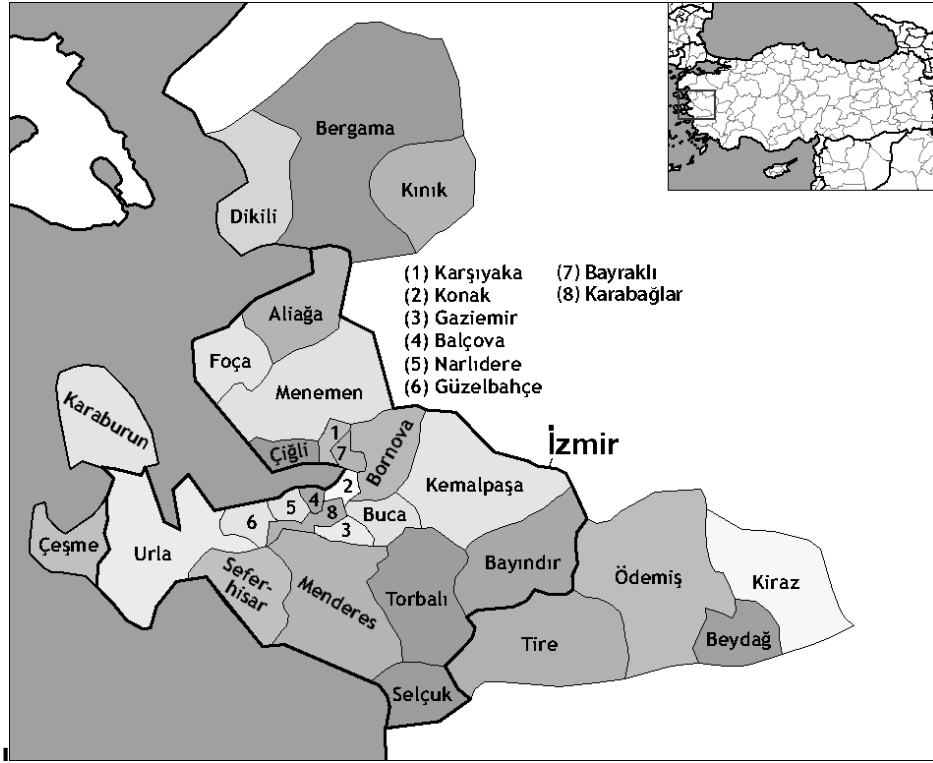 Bergama
Kınık
Dikili
(1) Karşıyaka
(2) Konak
(3) Gaziemir
(4) Balçova
(5) Narlıdere
(6) Güzelbahçe
(7) Bayraklı
(8) Karabağlar
Aliağa
Foça
Menemen
Karaburun
Çiğli
1
7
Bornova
İzmir
Kemalpaşa
2
4
5
8
6
3
Buca
Çeşme
Urla
Sefer-
hisar
Menderes
Torbalı
Bayındır
Ödemiş
Kiraz
Beydağ
Tire
Selçuk